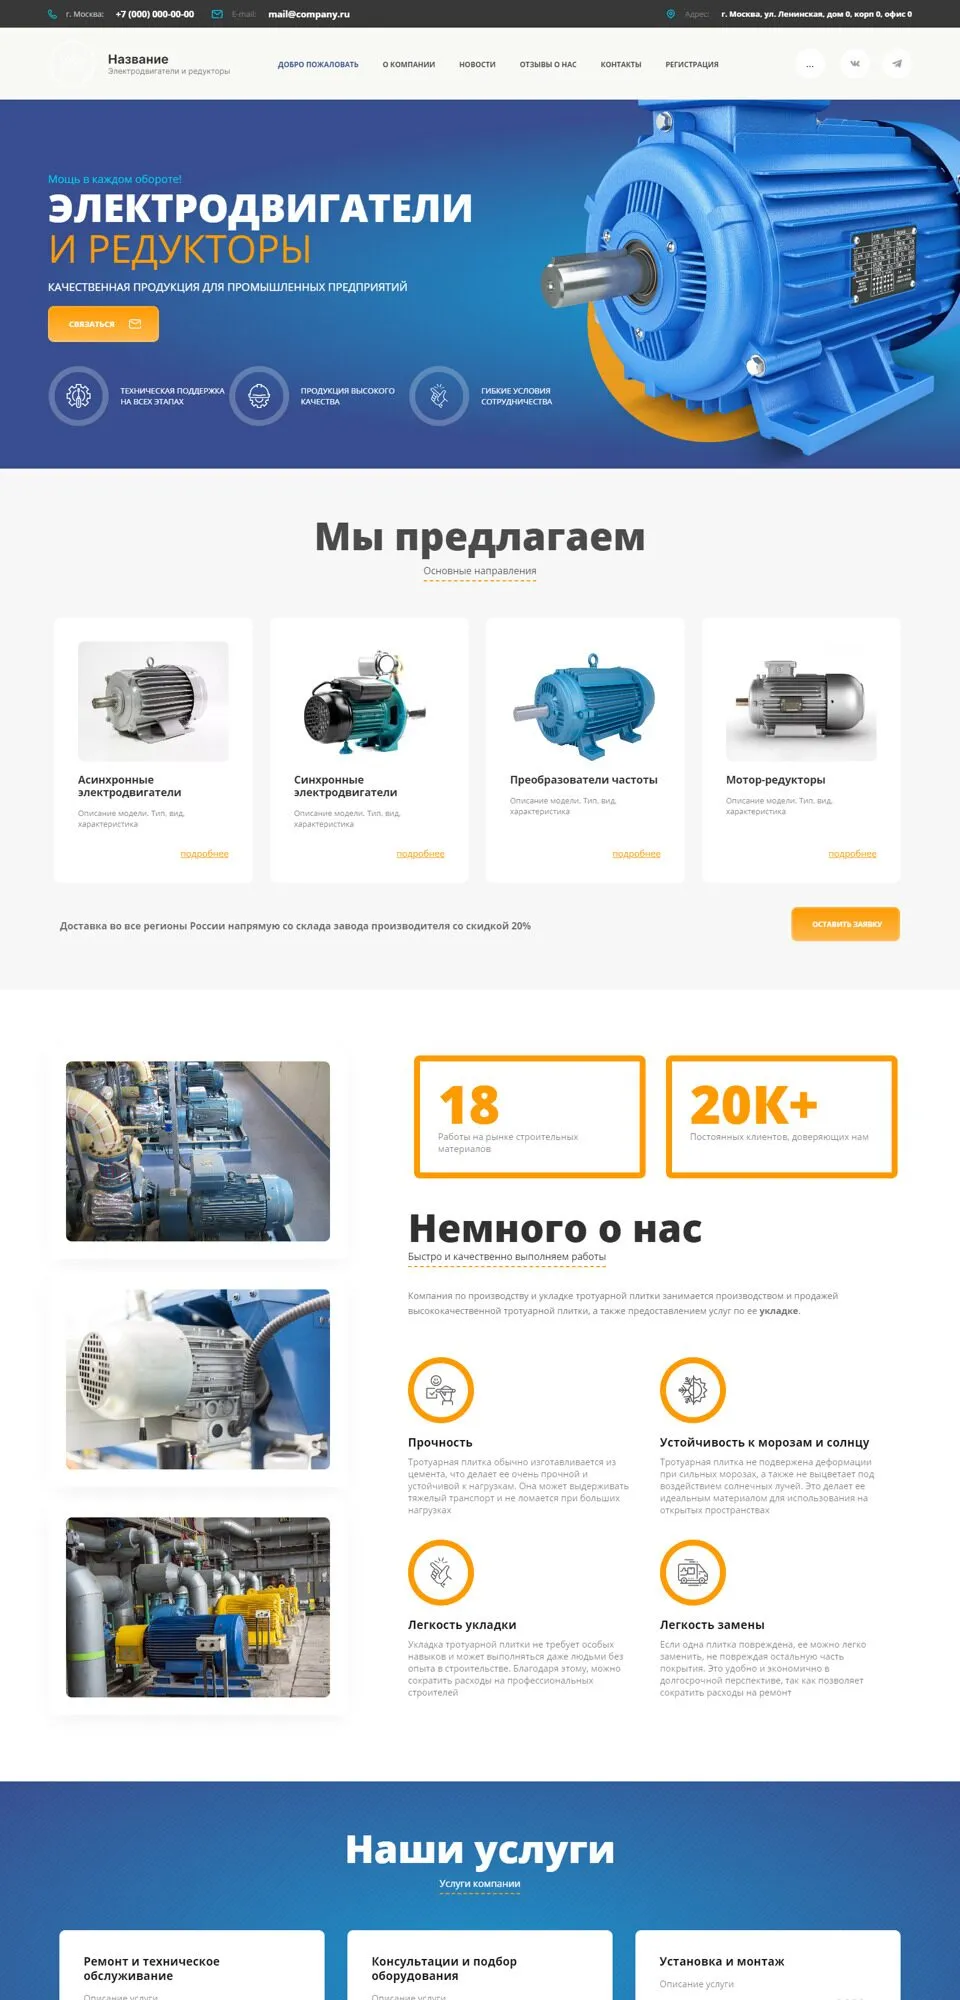 г. Москва: +7 (000) 000-00-00 E-mail: mail@company.ru Адрес: г. Москва, ул. Ленинская, дом 0, корп 0, офис 0
Название
Электродвигатели и редукторы
ДОБРО ПОЖАЛОВАТЬ О КОМПАНИИ НОВОСТИ ОТЗЫВЫ О НАС КОНТАКТЫ РЕГИСТРАЦИЯ ...
Мощь в каждом обороте!
ЭЛЕКТРОДВИГАТЕЛИ
И РЕДУКТОРЫ
КАЧЕСТВЕННАЯ ПРОДУКЦИЯ ДЛЯ ПРОМЫШЛЕННЫХ ПРЕДПРИЯТИЙ
СВЯЗАТЬСЯ
ТЕХНИЧЕСКАЯ ПОДДЕРЖКА
НА ВСЕХ ЭТАПАХ
ПРОДУКЦИЯ ВЫСОКОГО
КАЧЕСТВА
ГИБКИЕ УСЛОВИЯ
СОТРУДНИЧЕСТВА
Мы предлагаем
Основные направления
Асинхронные
электродвигатели
Описание модели. Тип, вид,
характеристика
подробнее
Синхронные
электродвигатели
Описание модели. Тип, вид,
характеристика
подробнее
Преобразователи частоты
Описание модели. Тип, вид,
характеристика
подробнее
Мотор-редукторы
Описание модели. Тип, вид,
характеристика
подробнее
Доставка во все регионы России напрямую со склада завода производителя со скидкой 20%
ОСТАВИТЬ ЗАЯВКУ
18
Работы на рынке строительных
материалов
20K+
Постоянных клиентов, доверяющих нам
Немного о нас
Быстро и качественно выполняем работы
Компания по производству и укладке тротуарной плитки занимается производством и продажей
высококачественной тротуарной плитки, а также предоставлением услуг по ее укладке.
Прочность
Тротуарная плитка обычно изготавливается из
цемента, что делает ее очень прочной и
устойчивой к нагрузкам. Она может выдерживать
тяжелый транспорт и не ломается при больших
нагрузках
Устойчивость к морозам и солнцу
Тротуарная плитка не подвержена деформации
при сильных морозах, а также не выцветает под
воздействием солнечных лучей. Это делает ее
идеальным материалом для использования на
открытых пространствах
Легкость укладки
Укладка тротуарной плитки не требует особых
навыков и может выполняться даже людьми без
опыта в строительстве. Благодаря этому, можно
сократить расходы на профессиональных
строителей
Легкость замены
Если одна плитка повреждена, ее можно легко
заменить, не повреждая остальную часть
покрытия. Это удобно и экономично в
долгосрочной перспективе, так как позволяет
сократить расходы на ремонт
Наши услуги
Услуги компании
Ремонт и техническое
обслуживание
Описание услуги
Консультации и подбор
оборудования
Описание услуги
Установка и монтаж
Описание услуги